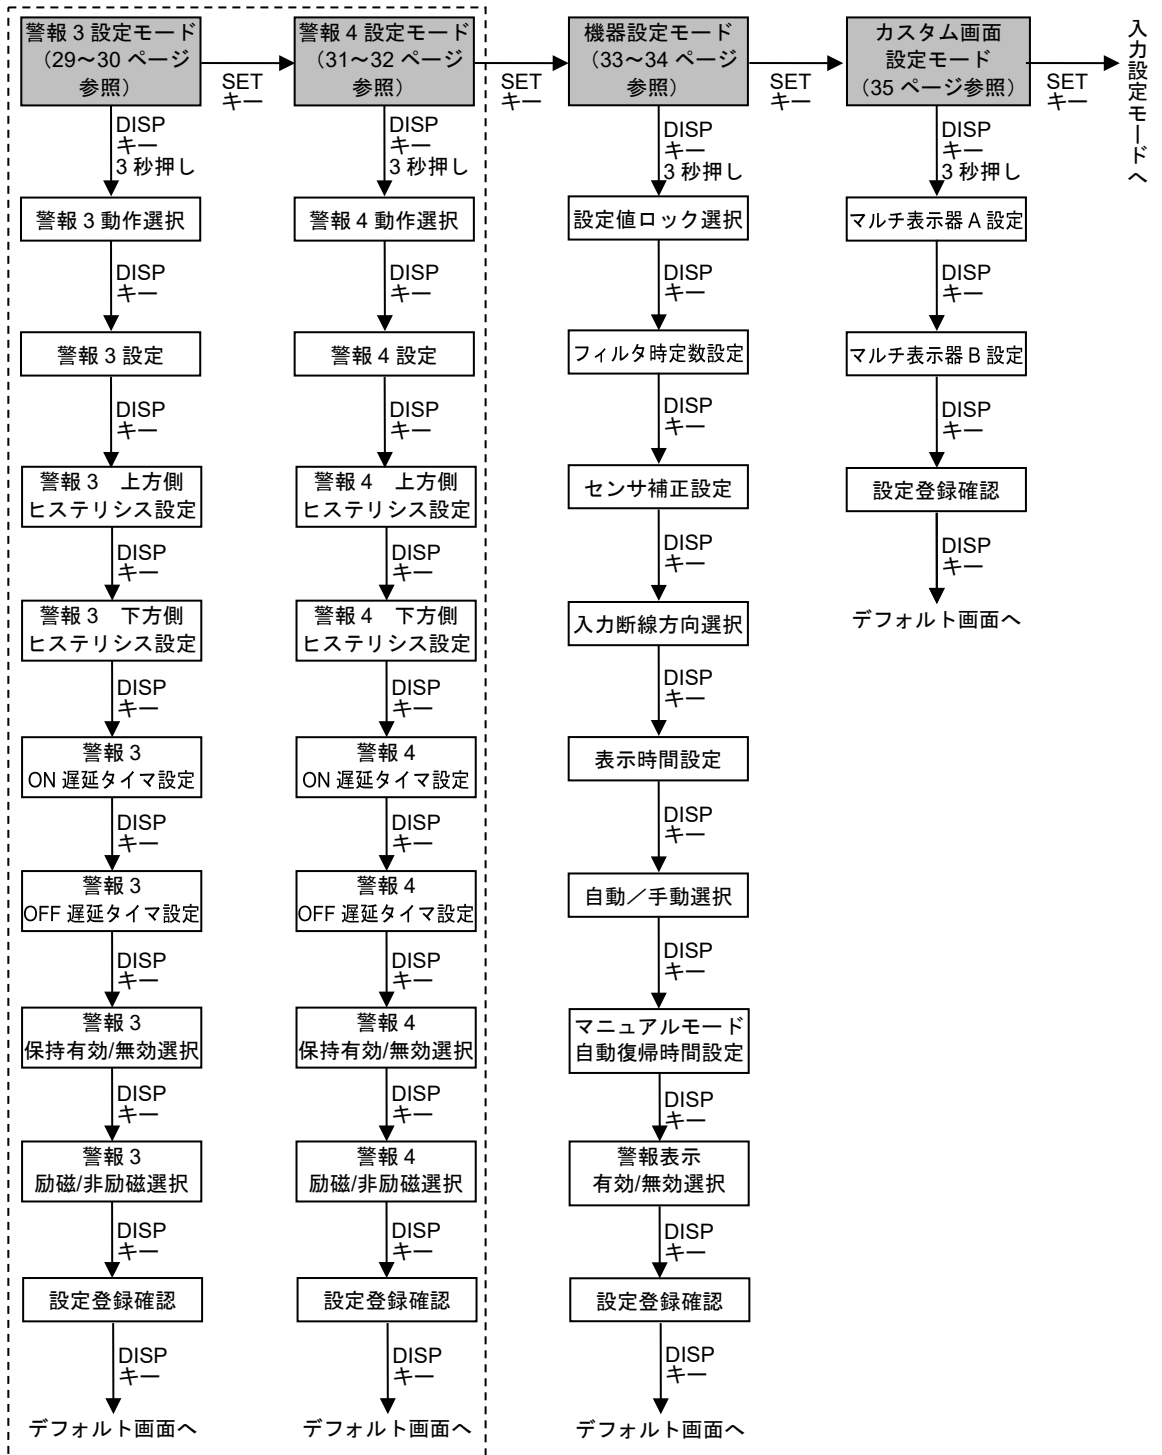 警報 3 設定モード
（29～30 ページ
参照）
SET
キー
DISP
キー
3 秒押し
警報 3 動作選択
DISP
キー
警報 3 設定
DISP
キー
警報 3　上方側
ヒステリシス設定
DISP
キー
警報 3　下方側
ヒステリシス設定
DISP
キー
警報 3
ON 遅延タイマ設定
DISP
キー
警報 3
OFF 遅延タイマ設定
DISP
キー
警報 3
保持有効/無効選択
DISP
キー
警報 3
励磁/非励磁選択
DISP
キー
設定登録確認
DISP
キー
デフォルト画面へ
警報 4 設定モード
（31～32 ページ
参照）
SET
キー
DISP
キー
3 秒押し
警報 4 動作選択
DISP
キー
警報 4 設定
DISP
キー
警報 4　上方側
ヒステリシス設定
DISP
キー
警報 4　下方側
ヒステリシス設定
DISP
キー
警報 4
ON 遅延タイマ設定
DISP
キー
警報 4
OFF 遅延タイマ設定
DISP
キー
警報 4
保持有効/無効選択
DISP
キー
警報 4
励磁/非励磁選択
DISP
キー
設定登録確認
DISP
キー
デフォルト画面へ
機器設定モード
（33～34 ページ
参照）
SET
キー
DISP
キー
3 秒押し
設定値ロック選択
DISP
キー
フィルタ時定数設定
DISP
キー
センサ補正設定
DISP
キー
入力断線方向選択
DISP
キー
表示時間設定
DISP
キー
自動／手動選択
DISP
キー
マニュアルモード
自動復帰時間設定
DISP
キー
警報表示
有効/無効選択
DISP
キー
設定登録確認
DISP
キー
デフォルト画面へ
カスタム画面
設定モード
（35 ページ参照）
SET
キー
DISP
キー
3 秒押し
マルチ表示器 A 設定
DISP
キー
マルチ表示器 B 設定
DISP
キー
設定登録確認
DISP
キー
デフォルト画面へ
入力設定モードへ